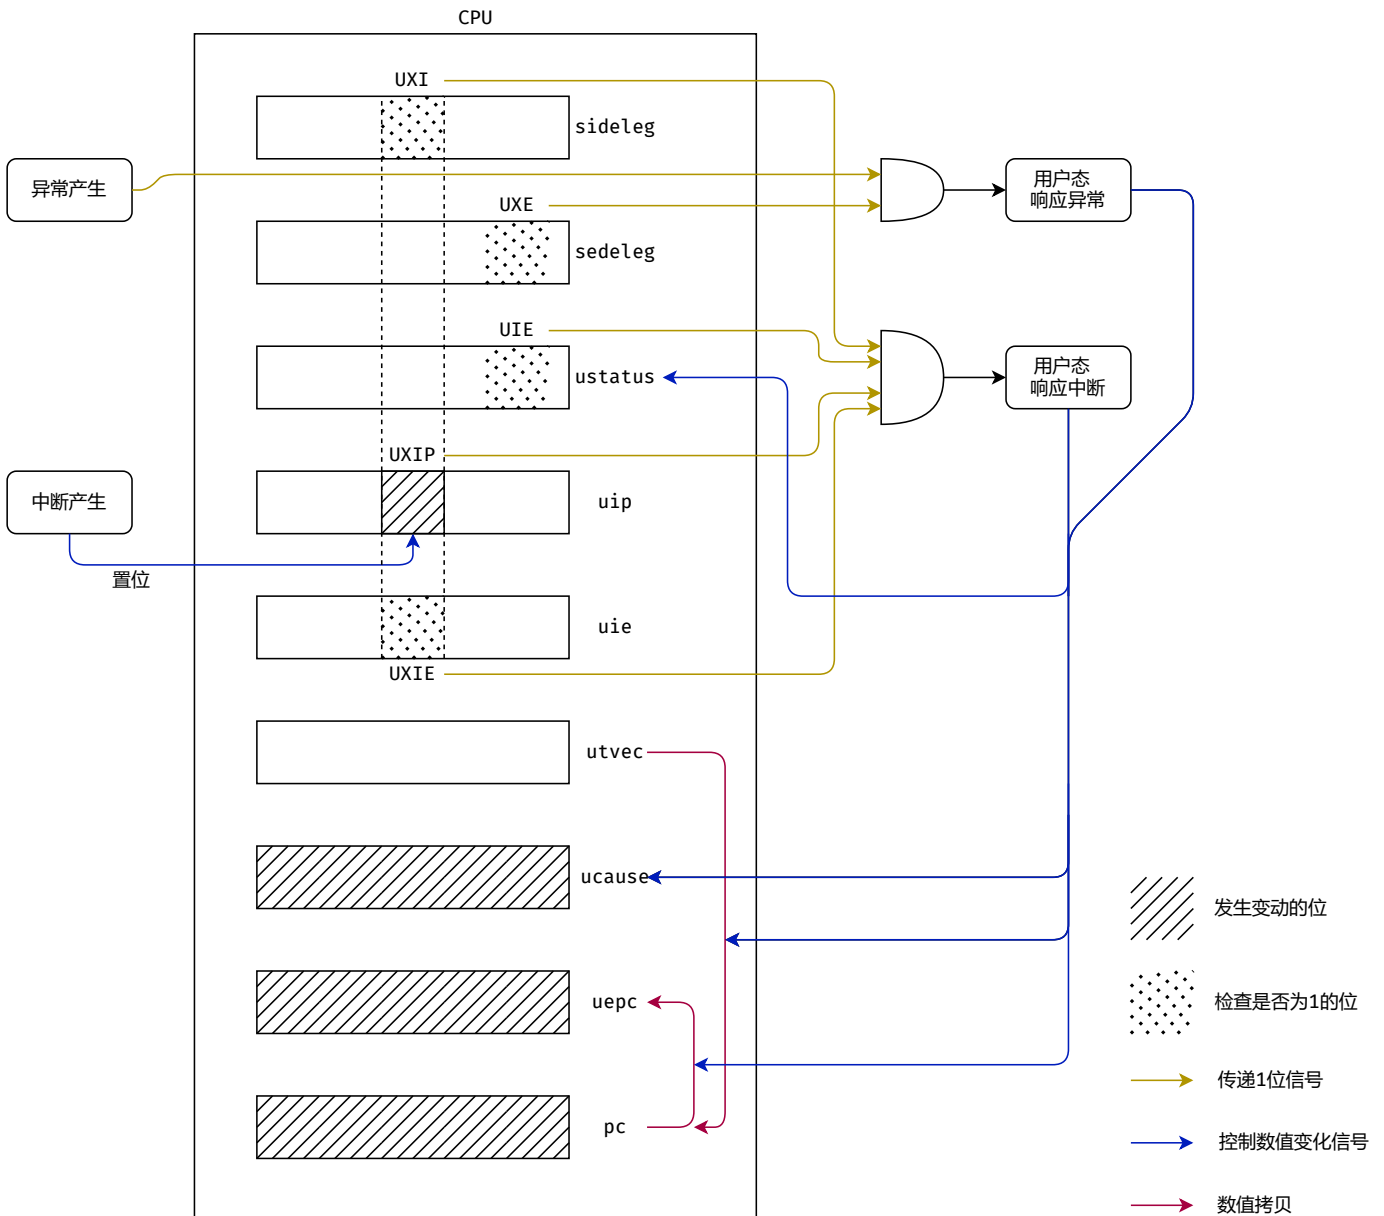 CPU
UXI
sideleg
异常产生
UXE
用户态
响应异常
sedeleg
UIE
ustatus
用户态
响应中断
UXIP
中断产生
uip
置位
uie
UXIE
utvec
ucause
发生变动的位
uepc
检查是否为1的位
传递1位信号
pc
控制数值变化信号
数值拷贝